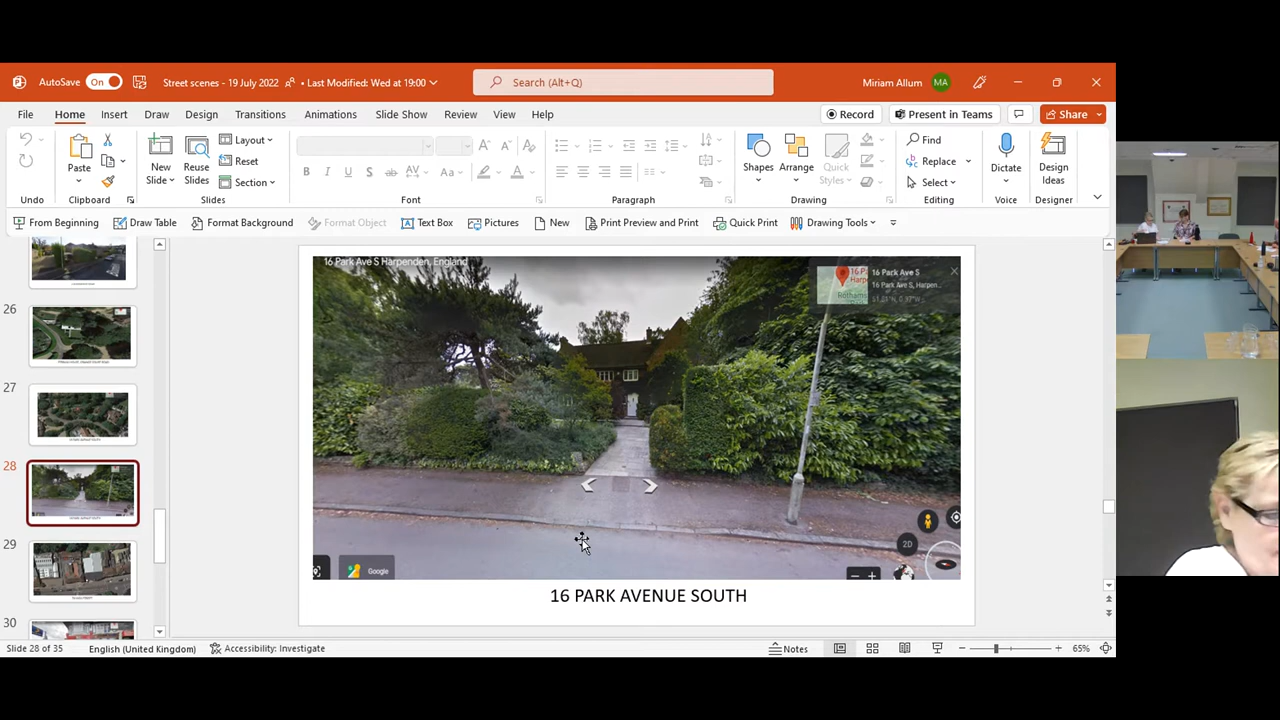 AutoSave On Street scenes - 19 July 2022 • Last Modified: Wed at 19:00 Search (Alt+Q) Miriam Allum MA
File Home Insert Draw Design Transitions Animations Slide Show Review View Help Record Present in Teams Share
Undo
Paste
Clipboard
New Slide
Reuse Slides
Layout
Reset
Section
Slides
Font
Paragraph
Shapes
Arrange
Quick Styles
Drawing
Find
Replace
Select
Editing
Dictate
Voice
Design Ideas
Designer
From Beginning Draw Table Format Background Format Object Text Box Pictures New Print Preview and Print Quick Print Drawing Tools
26
27
28
29
30
16 Park Ave S Harpenden, England
16 Park Ave S
16 Park Ave S, Harpen...
2D
Google
16 PARK AVENUE SOUTH
Slide 28 of 35 English (United Kingdom) Accessibility: Investigate Notes 65%